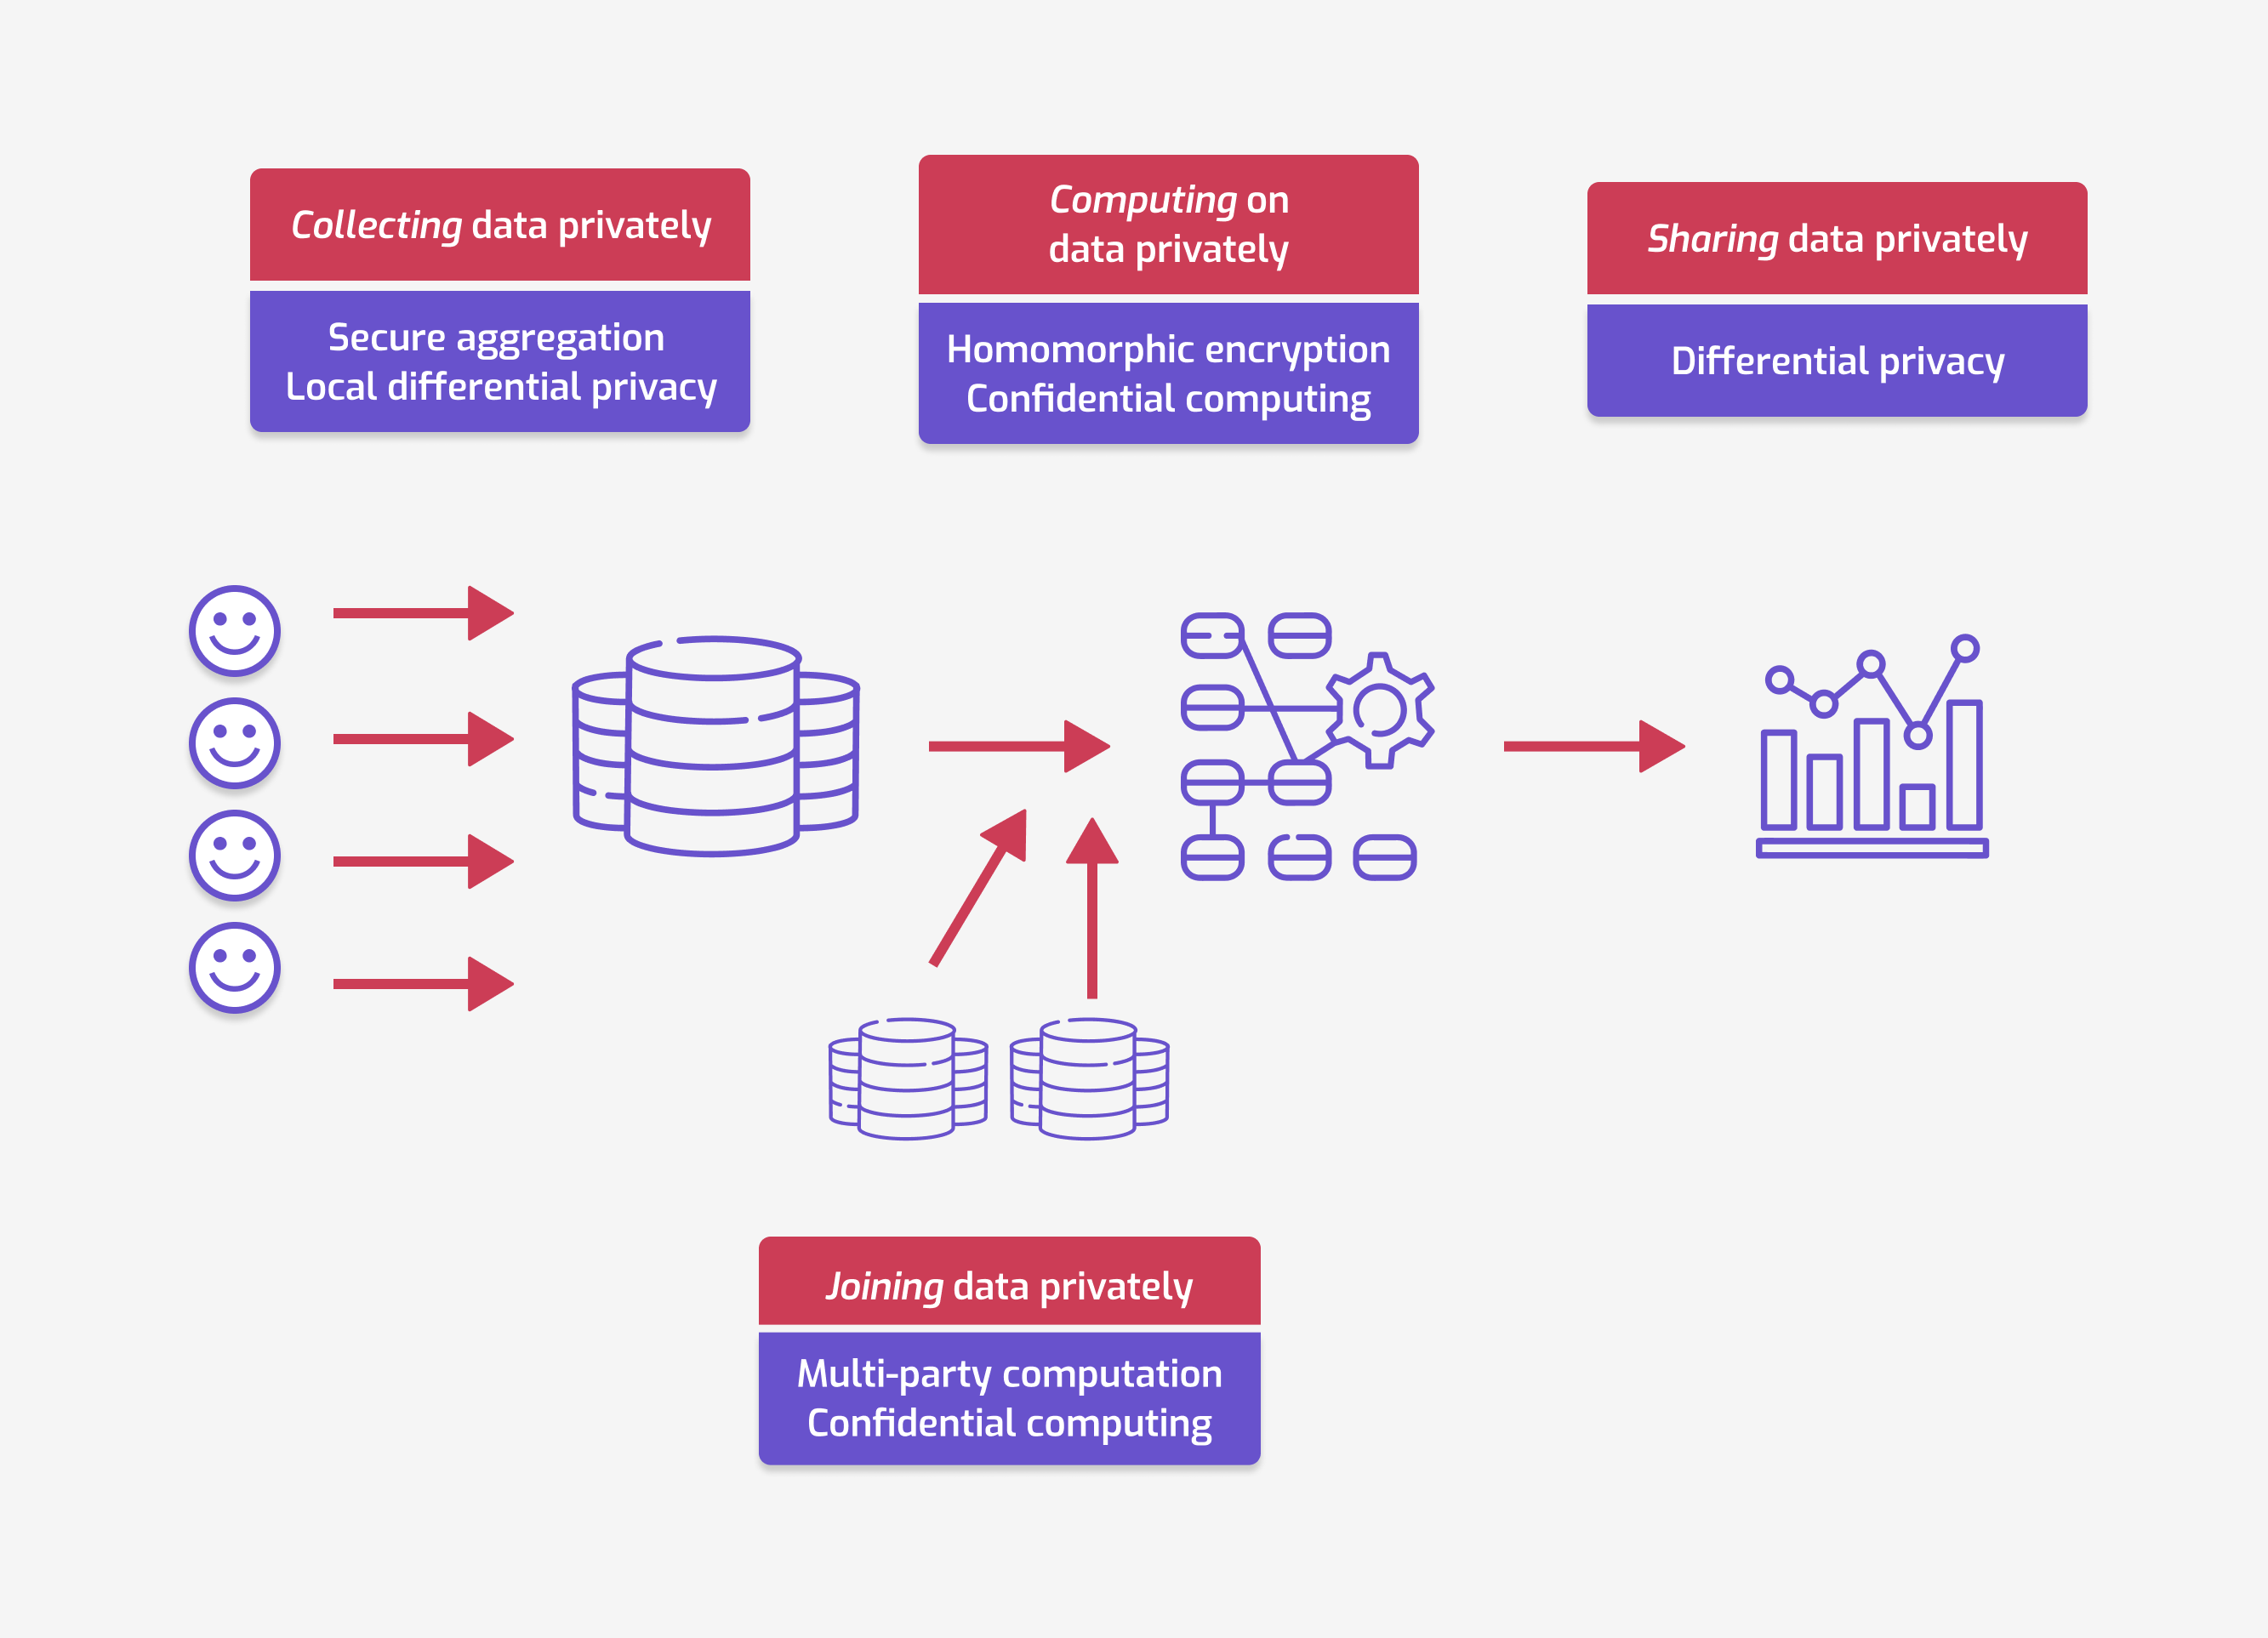 Collecting data privately
Secure aggregation
Local differential privacy
Computing on
data privately
Homomorphic encryption
Confidential computing
Sharing data privately
Differential privacy
Joining data privately
Multi-party computation
Confidential computing